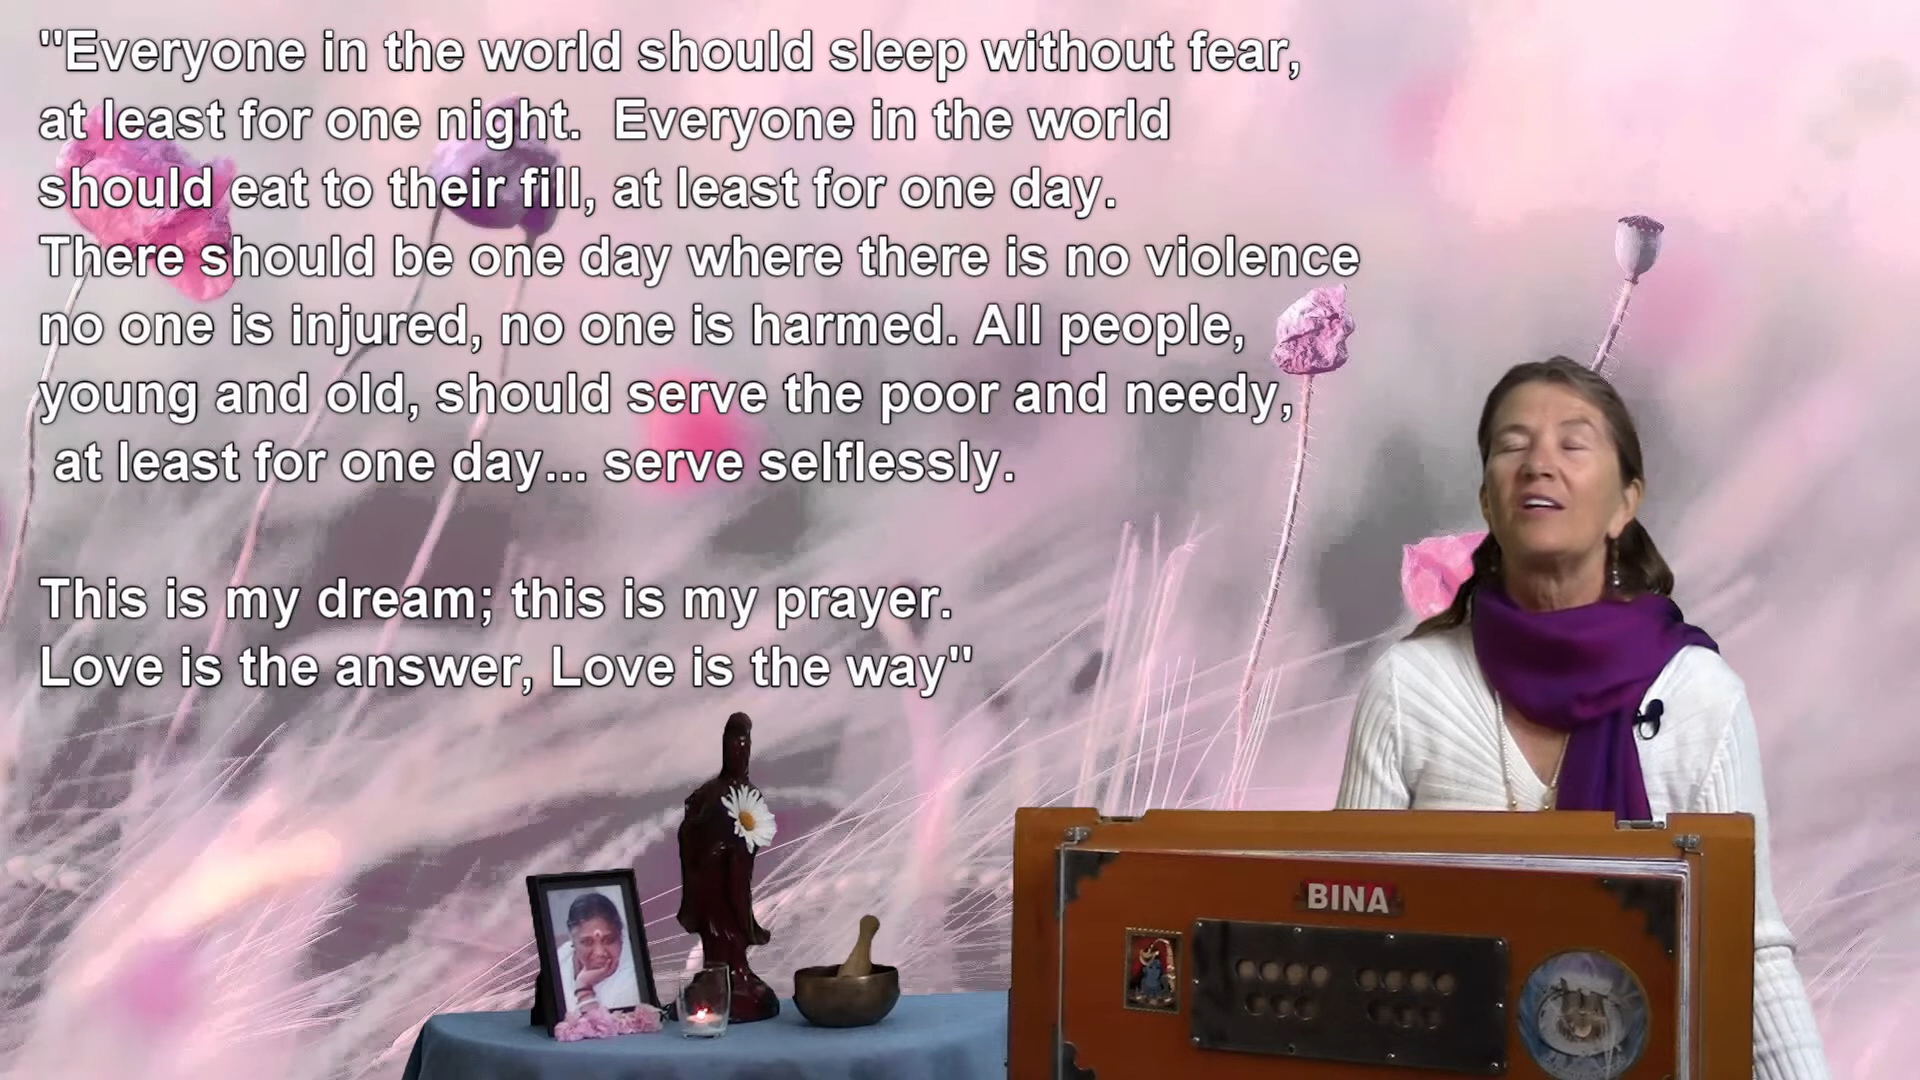 "Everyone in the world should sleep without fear,
at least for one night.  Everyone in the world
should eat to their fill, at least for one day.
There should be one day where there is no violence
no one is injured, no one is harmed. All people,
young and old, should serve the poor and needy,
at least for one day... serve selflessly.
This is my dream; this is my prayer.
Love is the answer, Love is the way"
BINA